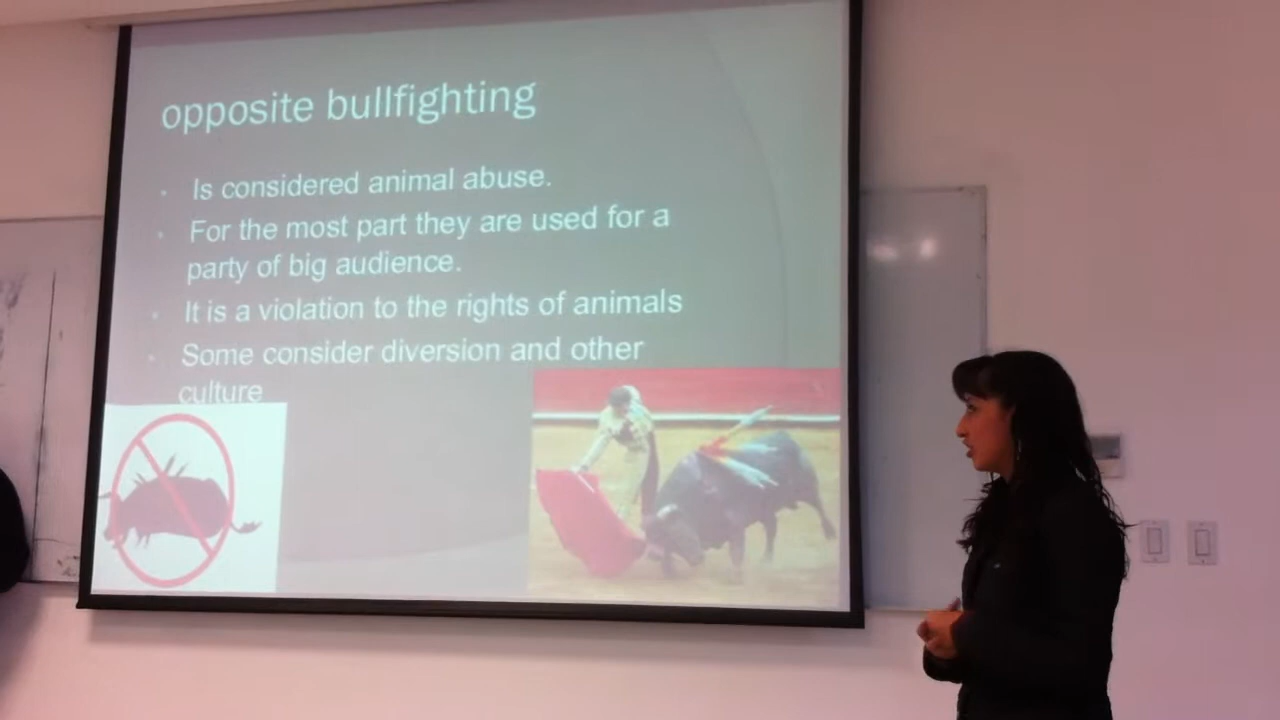 opposite bullfighting
Is considered animal abuse.
For the most part they are used for a
party of big audience.
It is a violation to the rights of animals
Some consider diversion and other
culture